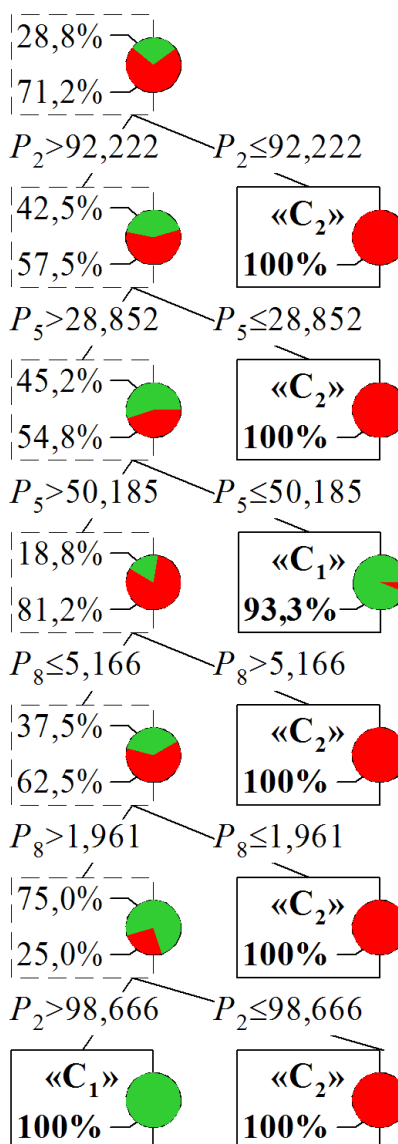 28,8%
71,2%
P₂>92,222 P₂≤92,222
42,5% «C₂»
57,5% 100%
P₅>28,852 P₅≤28,852
45,2% «C₂»
54,8% 100%
P₅>50,185 P₅≤50,185
18,8% «C₁»
81,2% 93,3%
P₈≤5,166 P₈>5,166
37,5% «C₂»
62,5% 100%
P₈>1,961 P₈≤1,961
75,0% «C₂»
25,0% 100%
P₂>98,666 P₂≤98,666
«C₁» «C₂»
100% 100%